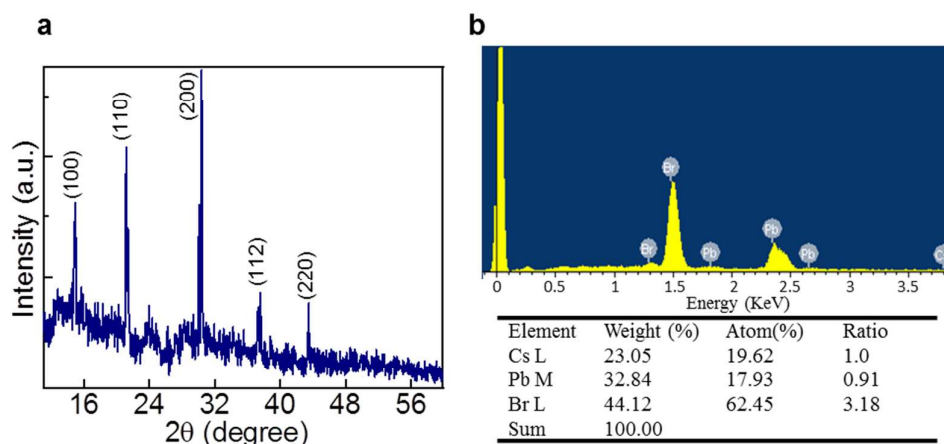 a
b
Intensity (a.u.)
(100)
(110)
(200)
(112)
(220)
16 24 32 40 48 56
2θ (degree)
Br
Br
Pb
Pb
Pb
C
0 0.5 1 1.5 2 2.5 3 3.5
Energy (KeV)
Element Weight (%) Atom(%) Ratio
Cs L 23.05 19.62 1.0
Pb M 32.84 17.93 0.91
Br L 44.12 62.45 3.18
Sum 100.00